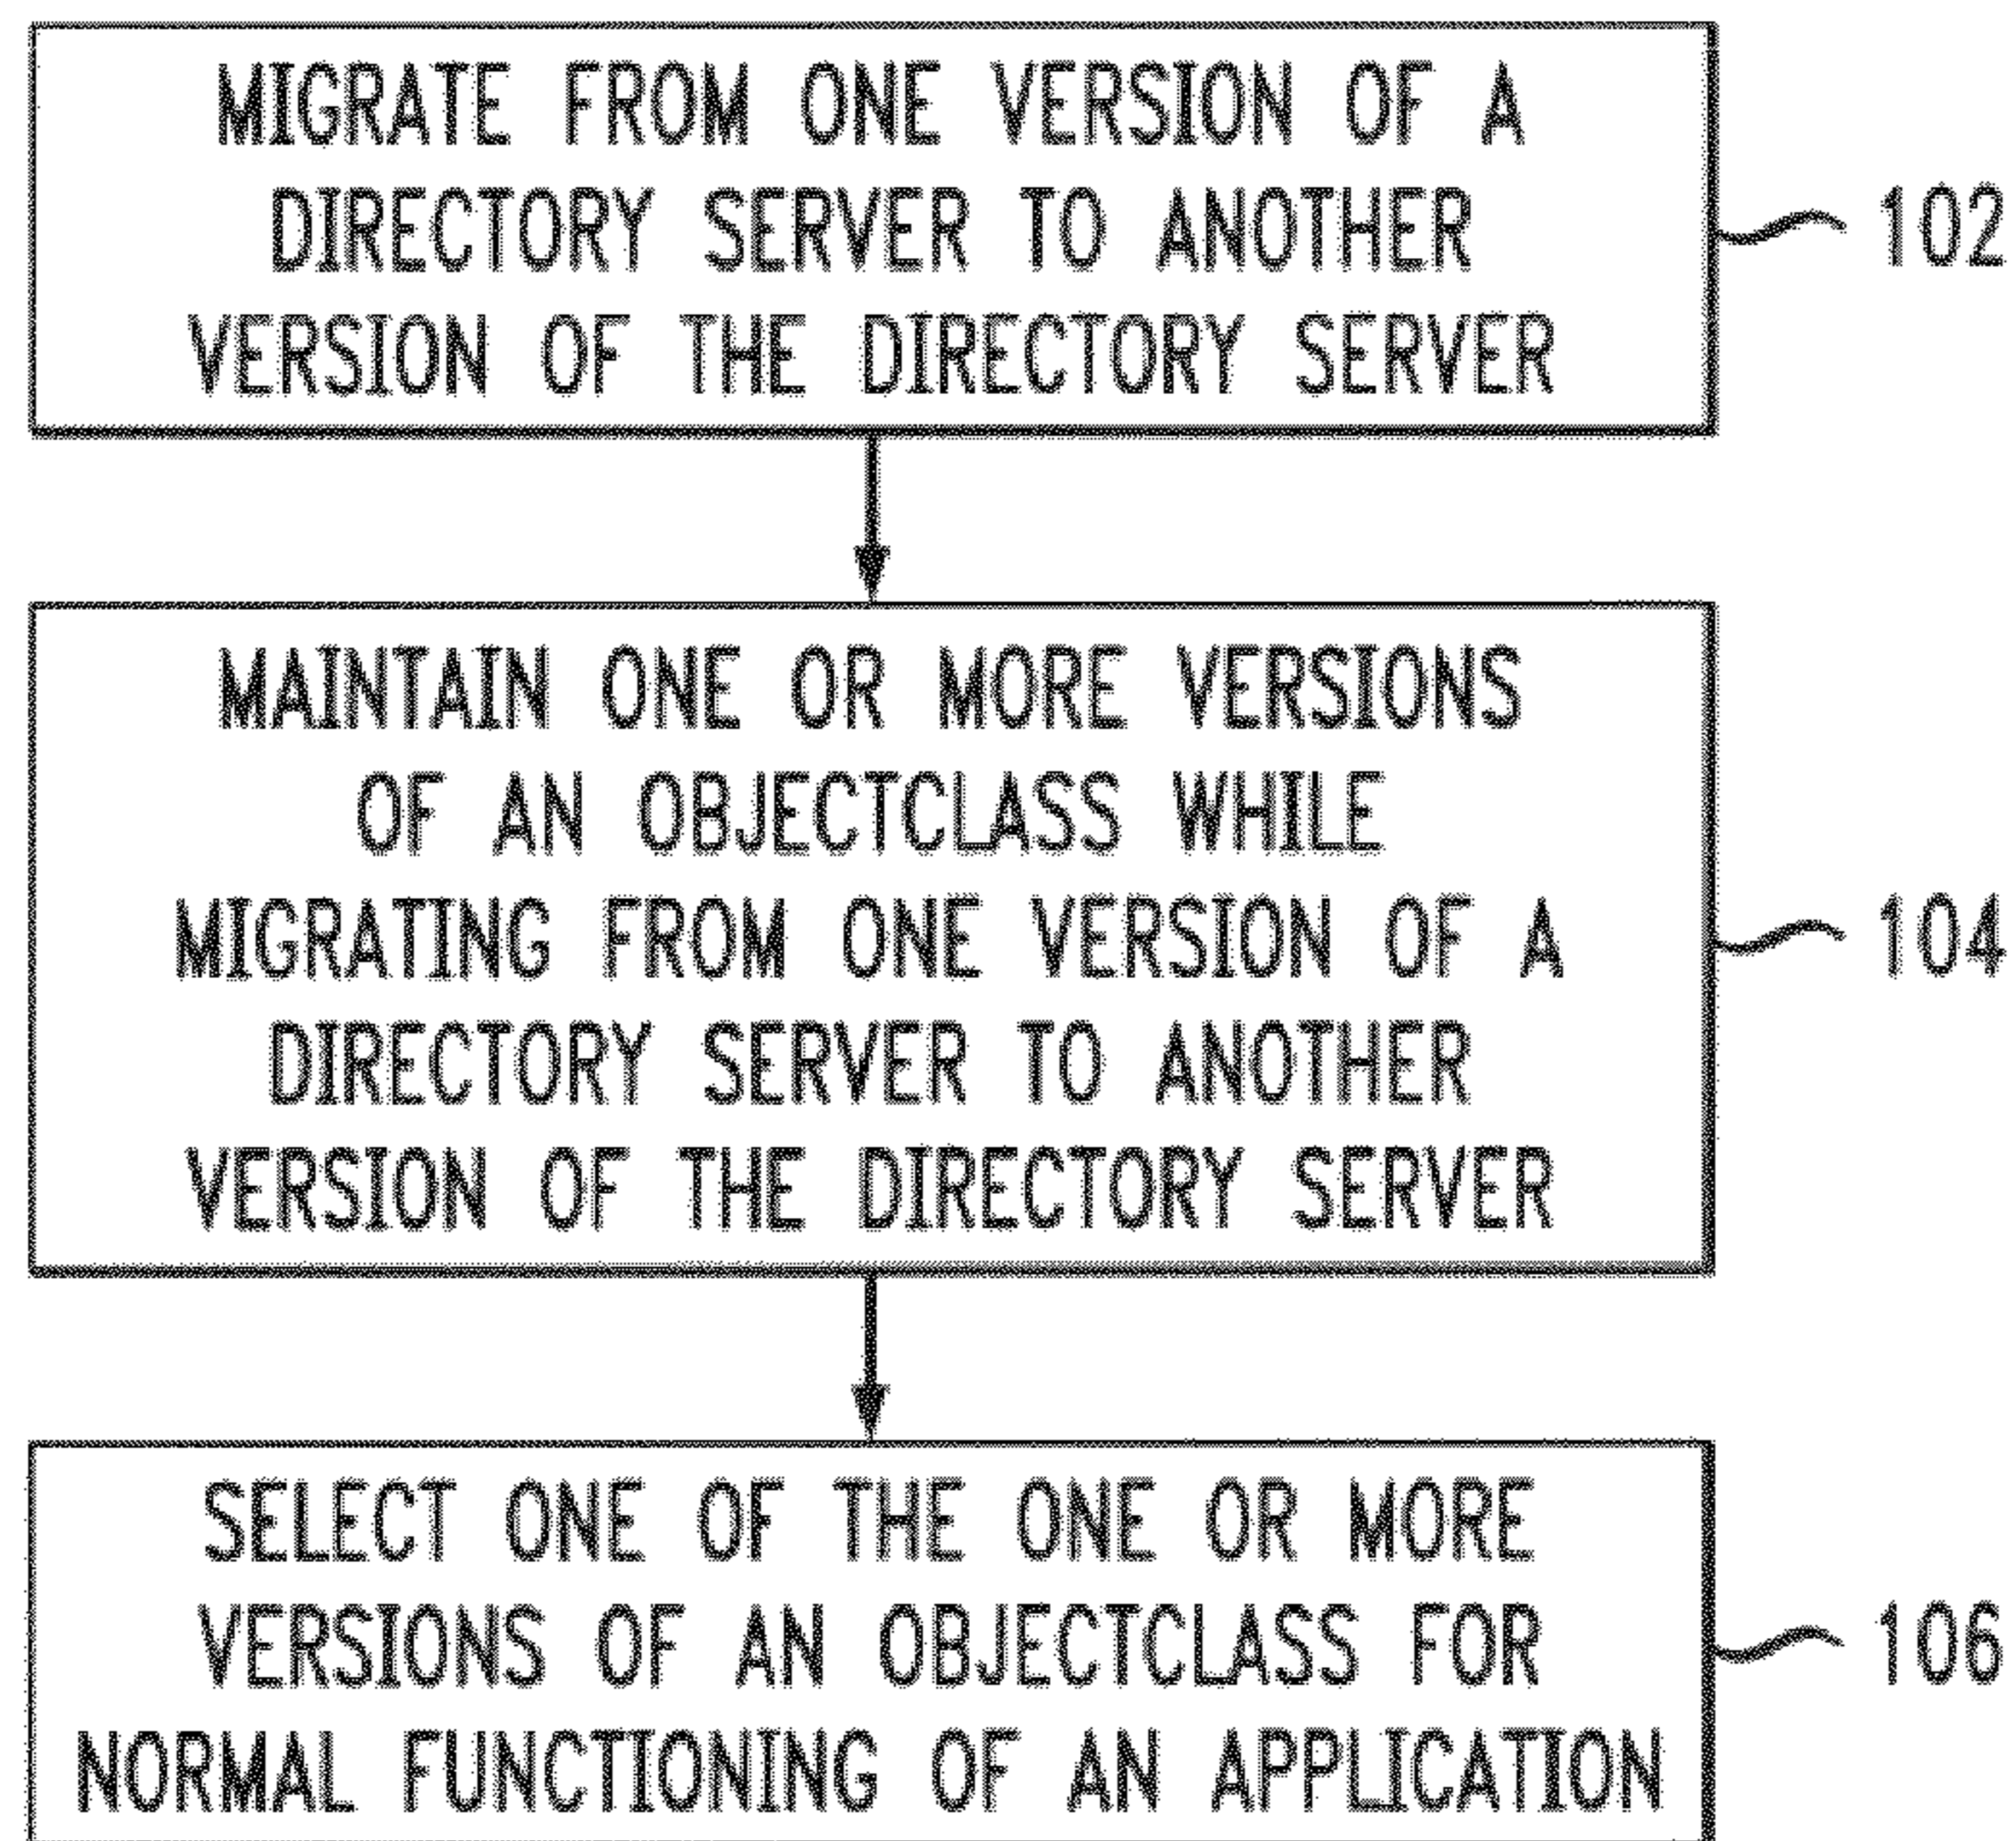 MIGRATE FROM ONE VERSION OF A
DIRECTORY SERVER TO ANOTHER
VERSION OF THE DIRECTORY SERVER
102
MAINTAIN ONE OR MORE VERSIONS
OF AN OBJECTCLASS WHILE
MIGRATING FROM ONE VERSION OF A
DIRECTORY SERVER TO ANOTHER
VERSION OF THE DIRECTORY SERVER
104
SELECT ONE OF THE ONE OR MORE
VERSIONS OF AN OBJECTCLASS FOR
NORMAL FUNCTIONING OF AN APPLICATION
106